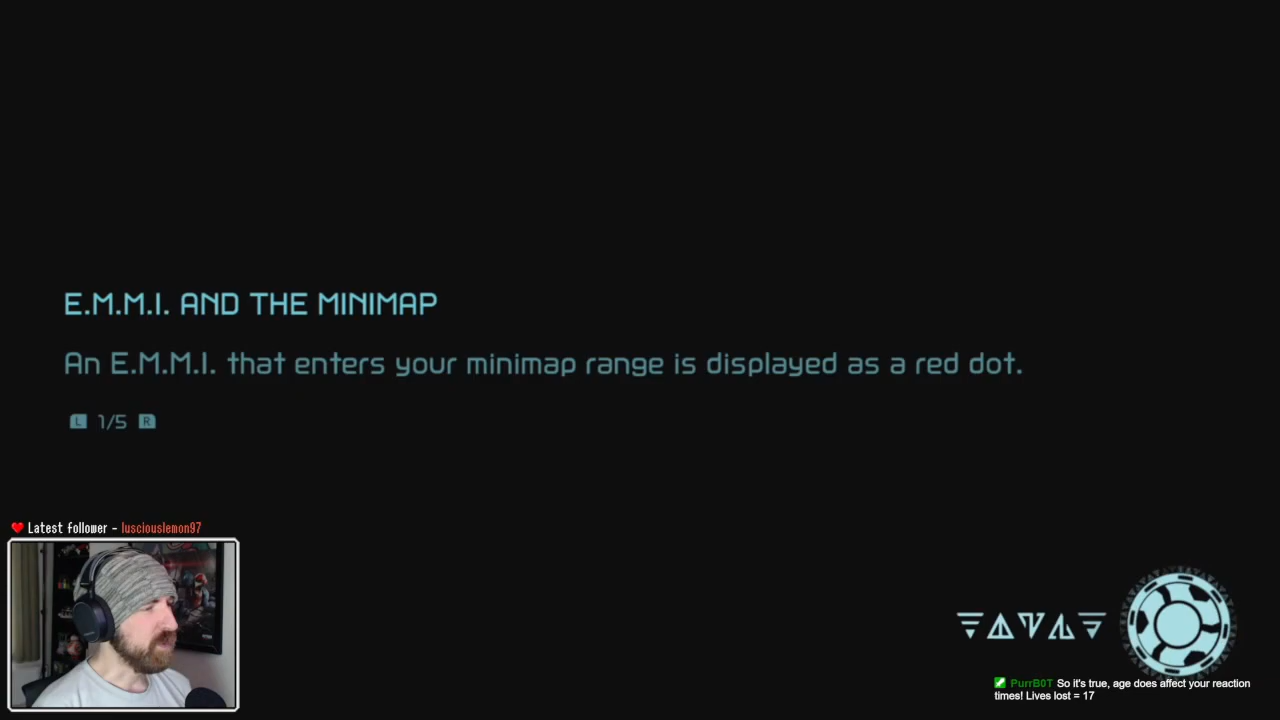 E.M.M.I. AND THE MINIMAP
An E.M.M.I. that enters your minimap range is displayed as a red dot.
L 1/5 R
Latest follower - lusciouslemon97
PurrB0T So it's true, age does affect your reaction
times! Lives lost = 17